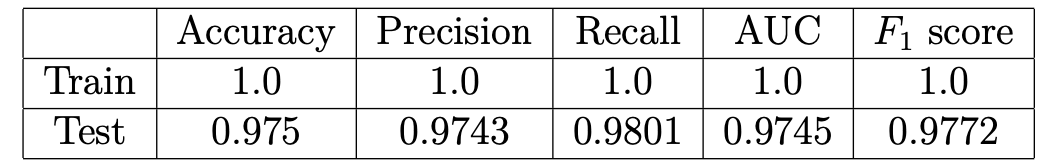 Accuracy Precision Recall AUC F₁ score
Train 1.0 1.0 1.0 1.0 1.0
Test 0.975 0.9743 0.9801 0.9745 0.9772